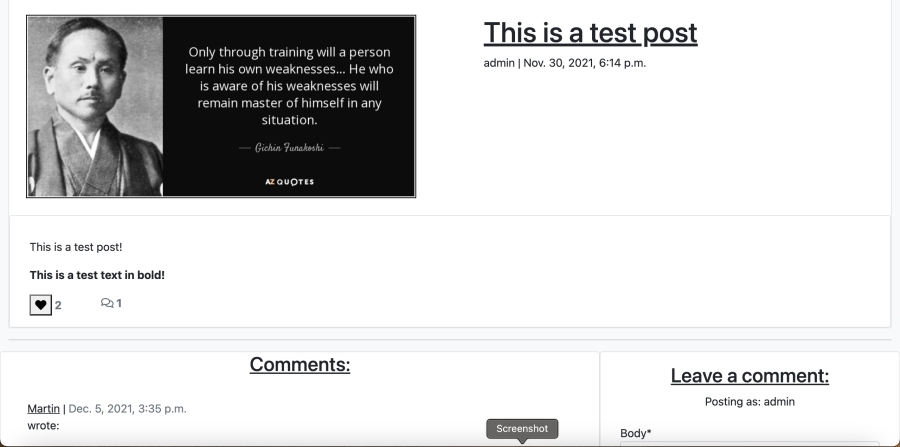 Only through training will a person
learn his own weaknesses... He who
is aware of his weaknesses will
remain master of himself in any
situation.
Gichin Funakoshi
AZ QUOTES
This is a test post
admin | Nov. 30, 2021, 6:14 p.m.
This is a test post!
This is a test text in bold!
2
1
Comments:
Martin | Dec. 5, 2021, 3:35 p.m.
wrote:
Screenshot
Leave a comment:
Posting as: admin
Body*